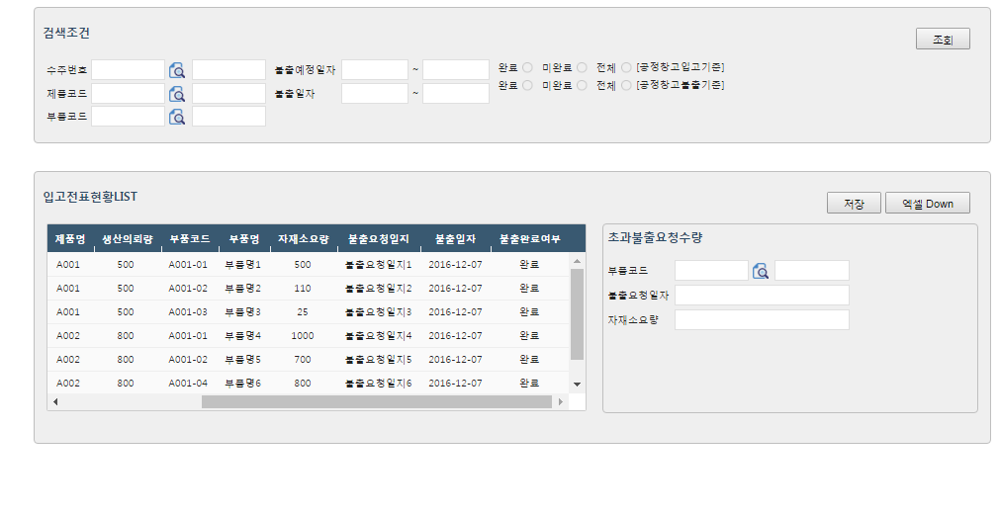 검색조건
조회
수주번호 불출예정일자 ~ 완료 미완료 전체 [공정창고입고기준]
제품코드 불출일자 ~ 완료 미완료 전체 [공정창고불출기준]
부품코드
입고전표현황LIST
저장 엑셀 Down
제품명 생산의뢰량 부품코드 부품명 자재소요량 불출요청일지 불출일자 불출완료여부
A001 500 A001-01 부품명1 500 불출요청일지1 2016-12-07 완료
A001 500 A001-02 부품명2 110 불출요청일지2 2016-12-07 완료
A001 500 A001-03 부품명3 25 불출요청일지3 2016-12-07 완료
A002 800 A001-01 부품명4 1000 불출요청일지4 2016-12-07 완료
A002 800 A001-02 부품명5 700 불출요청일지5 2016-12-07 완료
A002 800 A001-04 부품명6 800 불출요청일지6 2016-12-07 완료
초과불출요청수량
부품코드
불출요청일자
자재소요량